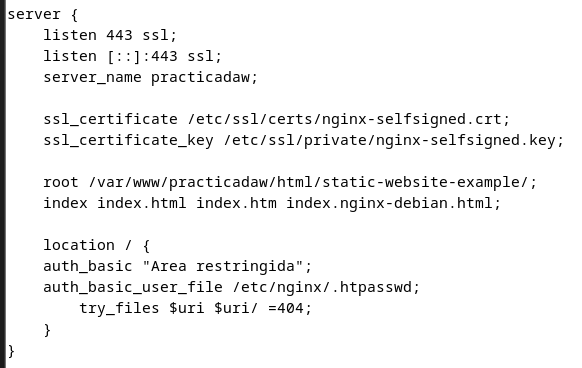 server {
    listen 443 ssl;
    listen [::]:443 ssl;
    server_name practicadaw;

    ssl_certificate /etc/ssl/certs/nginx-selfsigned.crt;
    ssl_certificate_key /etc/ssl/private/nginx-selfsigned.key;

    root /var/www/practicadaw/html/static-website-example/;
    index index.html index.htm index.nginx-debian.html;

    location / {
    auth_basic "Area restringida";
    auth_basic_user_file /etc/nginx/.htpasswd;
        try_files $uri $uri/ =404;
    }
}